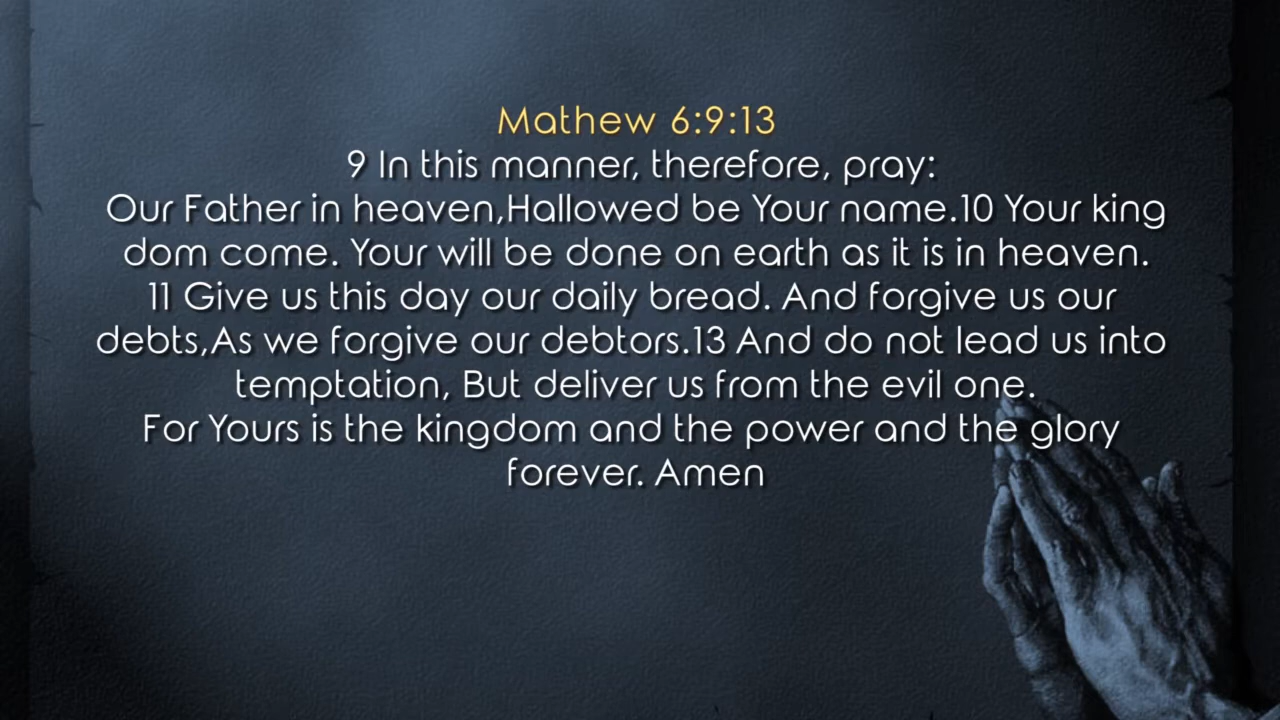 Mathew 6:9:13
9 In this manner, therefore, pray:
Our Father in heaven,Hallowed be Your name.10 Your king
dom come. Your will be done on earth as it is in heaven.
11 Give us this day our daily bread. And forgive us our
debts,As we forgive our debtors.13 And do not lead us into
temptation, But deliver us from the evil one.
For Yours is the kingdom and the power and the glory
forever. Amen